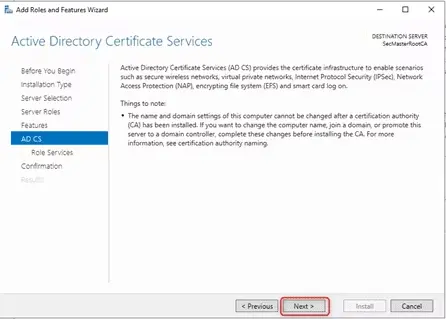 Add Roles and Features Wizard
Active Directory Certificate Services
DESTINATION SERVER
SecMasterRootCA
Before You Begin
Installation Type
Server Selection
Server Roles
Features
AD CS
Role Services
Confirmation
Results
Active Directory Certificate Services (AD CS) provides the certificate infrastructure to enable scenarios
such as secure wireless networks, virtual private networks, Internet Protocol Security (IPSec), Network
Access Protection (NAP), encrypting file system (EFS) and smart card log on.
Things to note:
• The name and domain settings of this computer cannot be changed after a certification authority
(CA) has been installed. If you want to change the computer name, join a domain, or promote this
server to a domain controller, complete these changes before installing the CA. For more
information, see certification authority naming.
< Previous
Next >
Install
Cancel